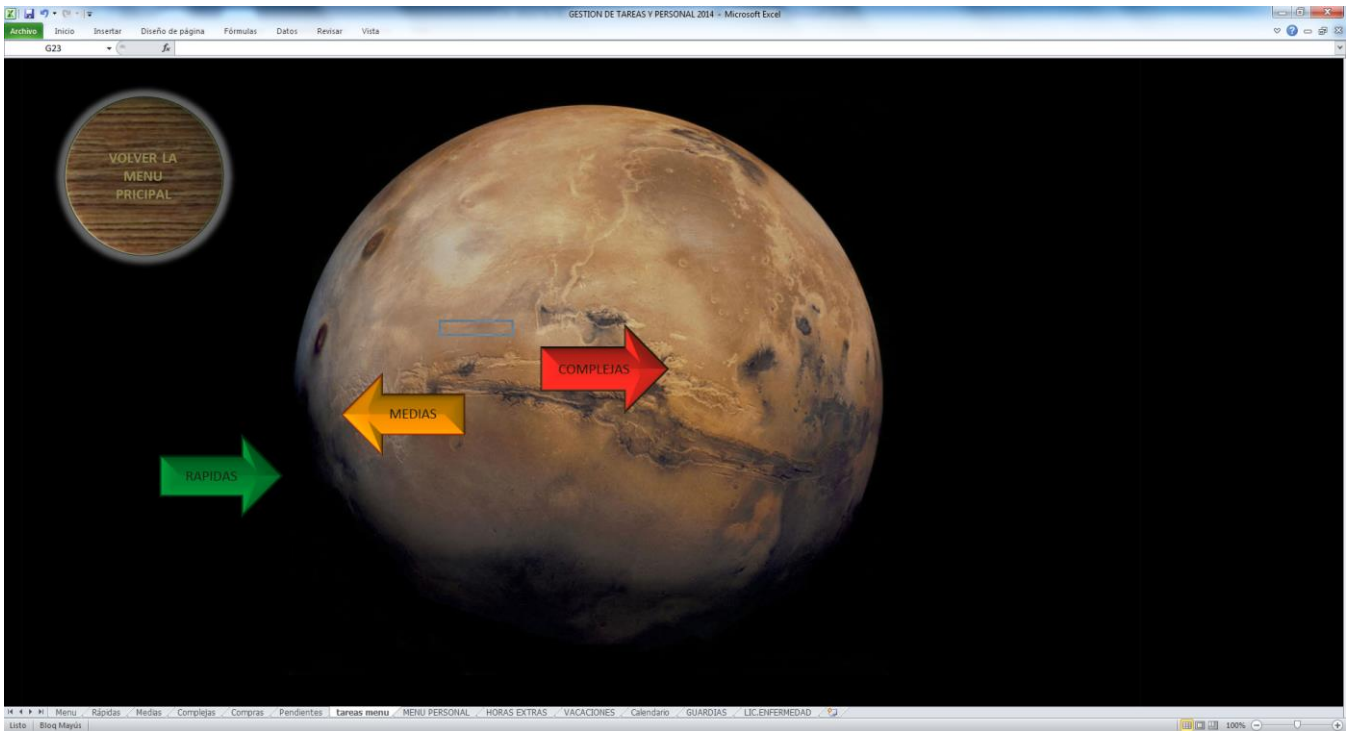 GESTION DE TAREAS Y PERSONAL 2014 - Microsoft Excel
Archivo Inicio Insertar Diseño de página Fórmulas Datos Revisar Vista
G23 fx
VOLVER LA
MENU
PRICIPAL
COMPLEJAS
MEDIAS
RAPIDAS
Menu Rápidas Medias Complejas Compras Pendientes tareas menu MENU PERSONAL HORAS EXTRAS VACACIONES Calendario GUARDIAS LIC.ENFERMEDAD
Listo Bloq Mayús 100%